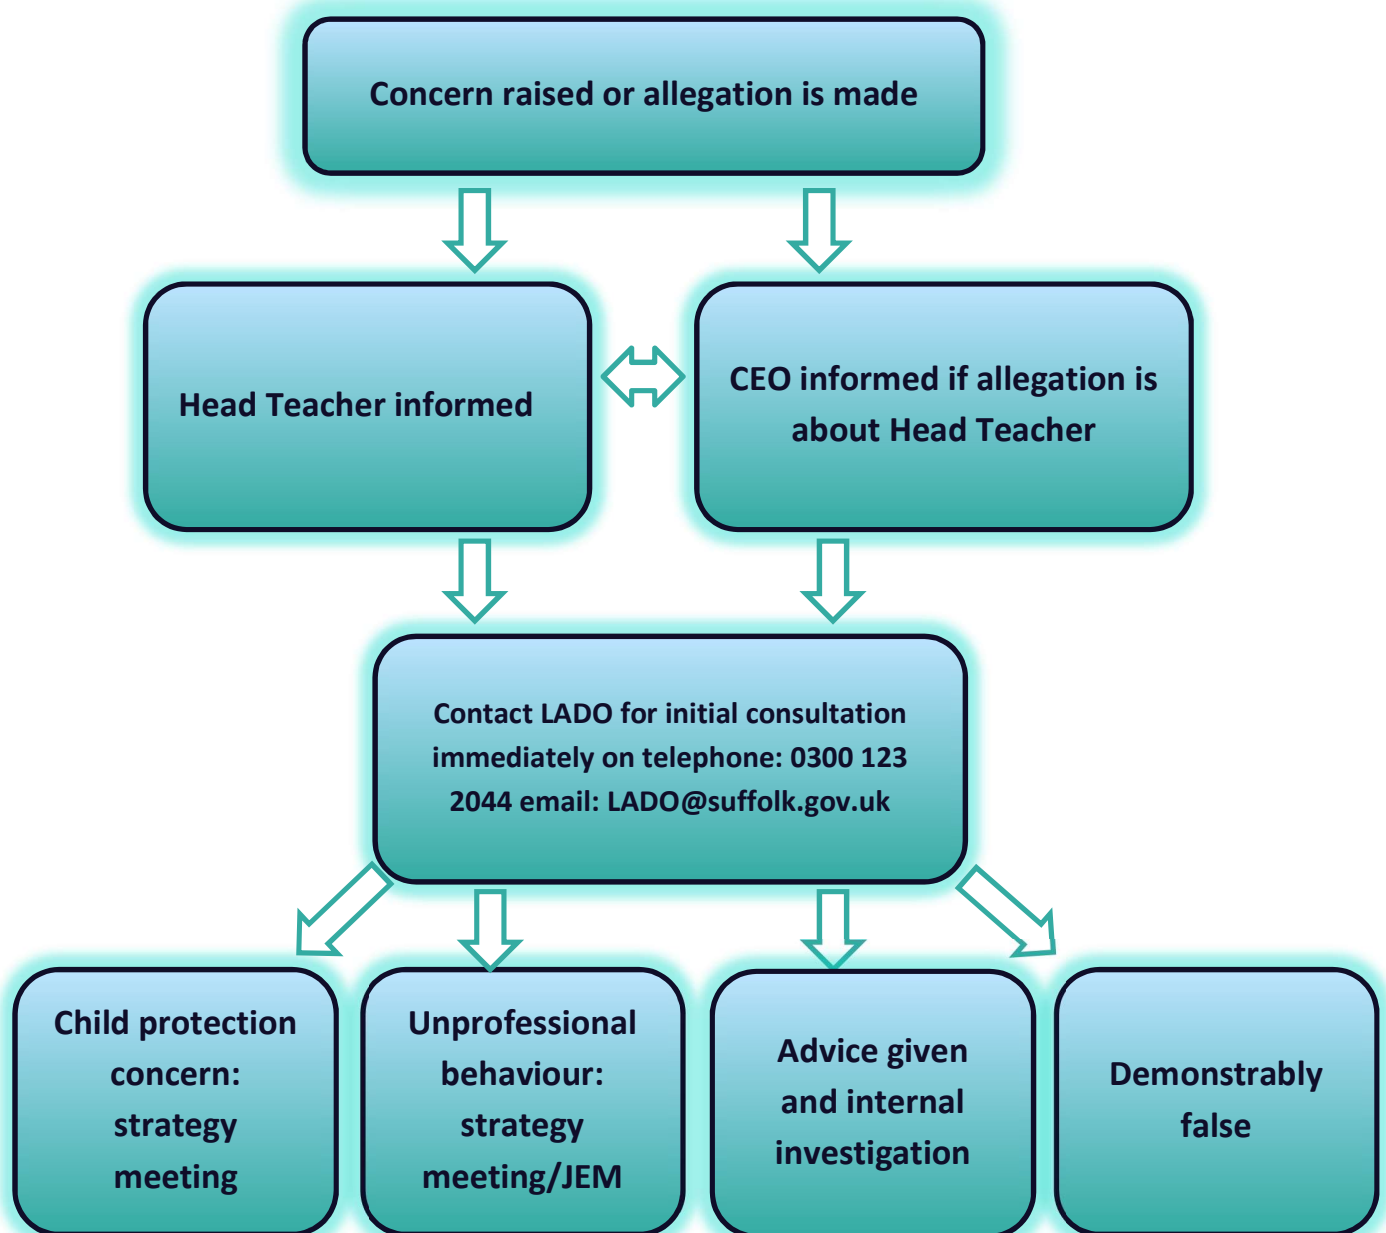 Concern raised or allegation is made
Head Teacher informed
CEO informed if allegation is
about Head Teacher
Contact LADO for initial consultation
immediately on telephone: 0300 123
2044 email: LADO@suffolk.gov.uk
Child protection
concern:
strategy
meeting
Unprofessional
behaviour:
strategy
meeting/JEM
Advice given
and internal
investigation
Demonstrably
false